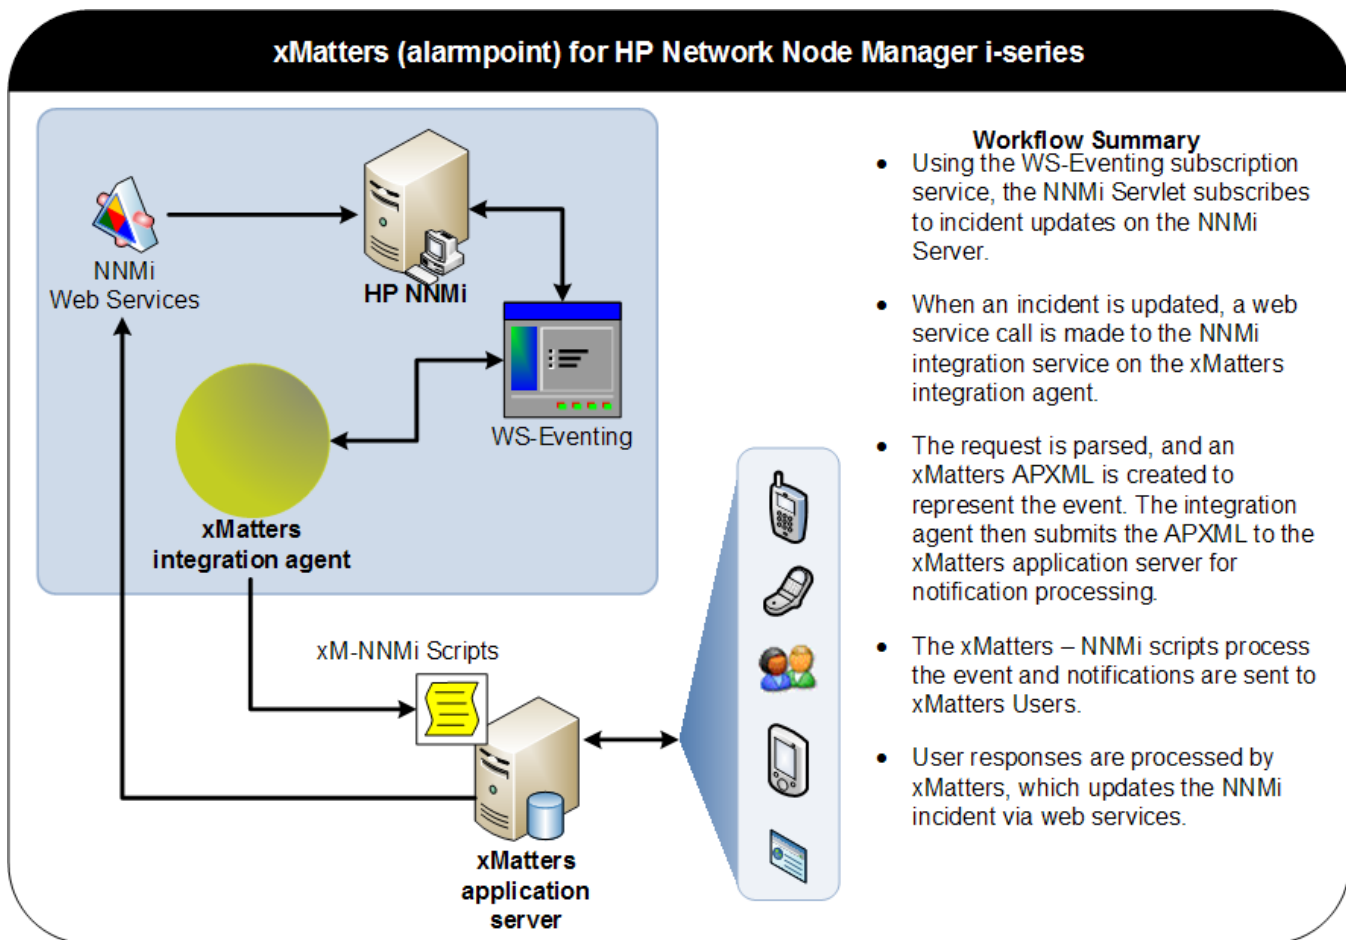 xMatters (alarmpoint) for HP Network Node Manager i-series
NNMi
Web Services
HP NNMi
WS-Eventing
xMatters
integration agent
xM-NNMi Scripts
xMatters
application
server
Workflow Summary
• Using the WS-Eventing subscription
service, the NNMi Servlet subscribes
to incident updates on the NNMi
Server.
• When an incident is updated, a web
service call is made to the NNMi
integration service on the xMatters
integration agent.
• The request is parsed, and an
xMatters APXML is created to
represent the event. The integration
agent then submits the APXML to the
xMatters application server for
notification processing.
• The xMatters – NNMi scripts process
the event and notifications are sent to
xMatters Users.
• User responses are processed by
xMatters, which updates the NNMi
incident via web services.